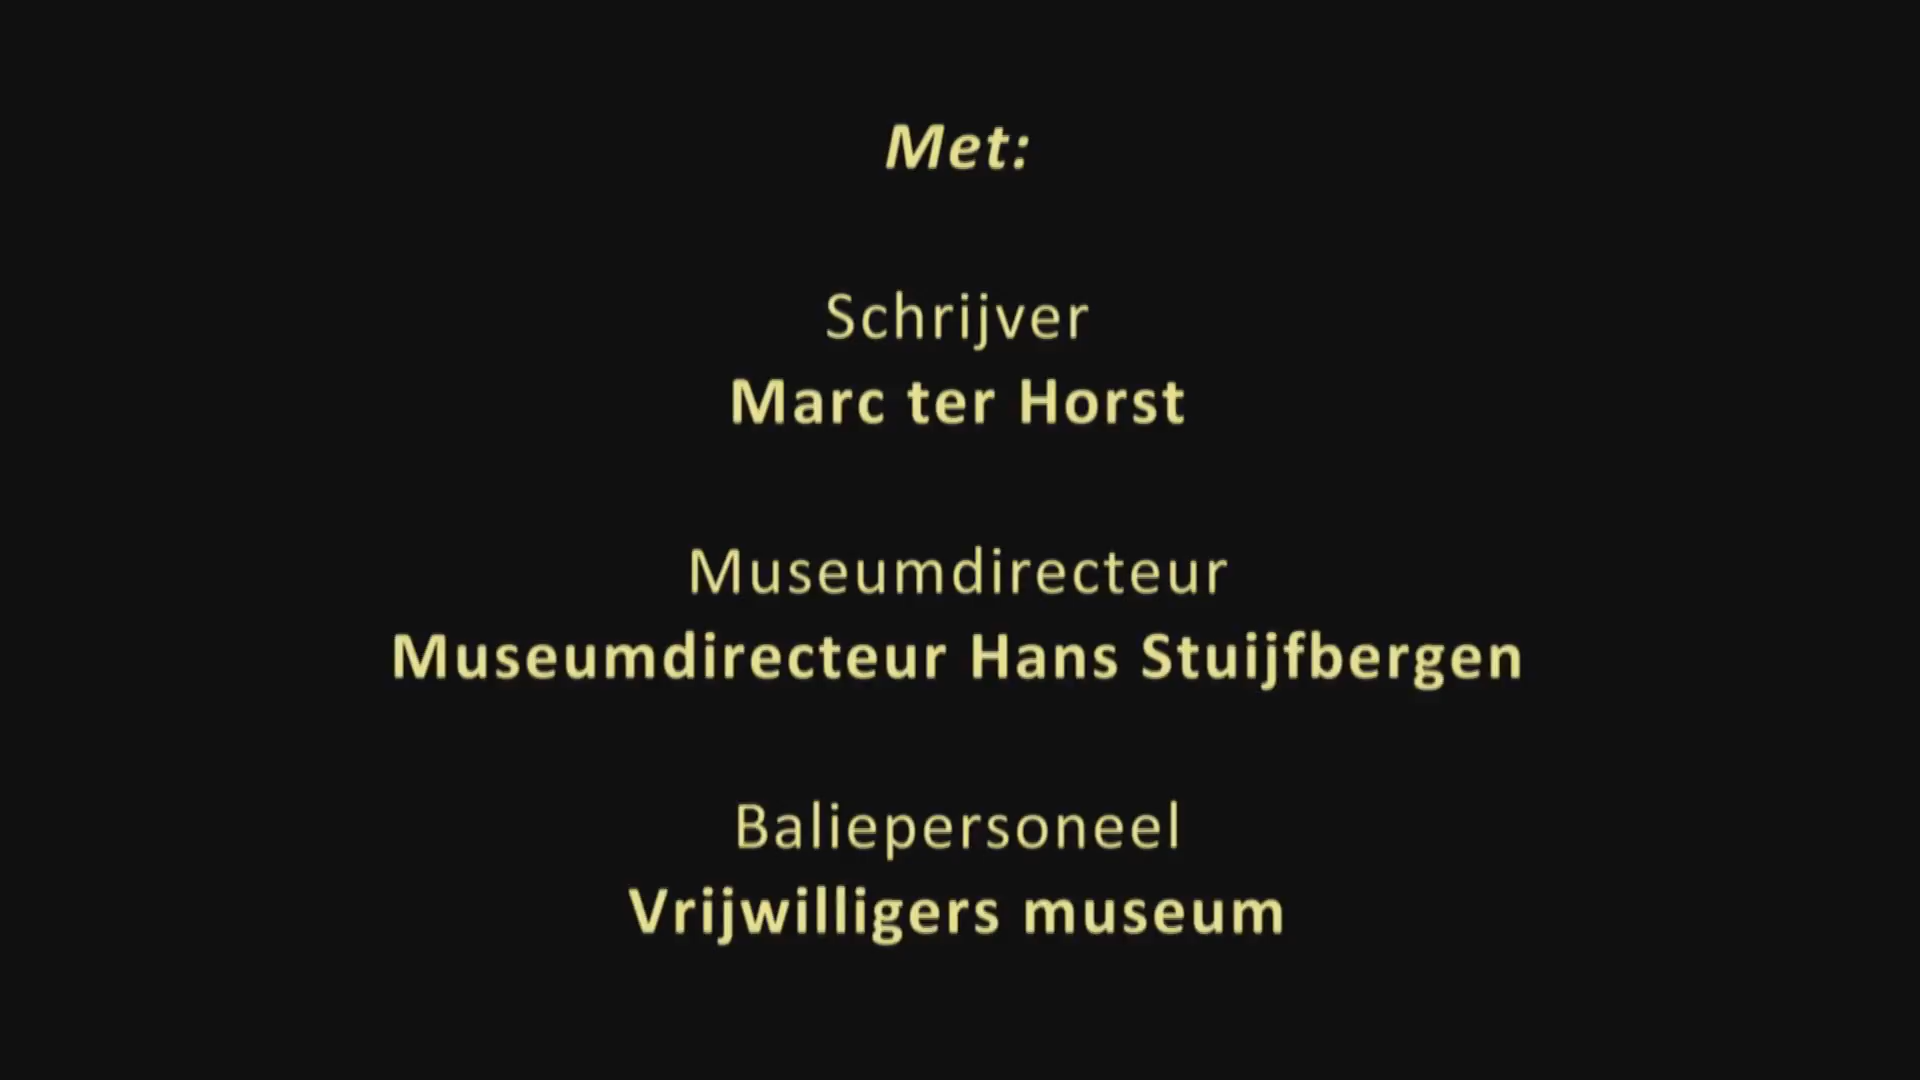 Met:
Schrijver
Marc ter Horst
Museumdirecteur
Museumdirecteur Hans Stuijfbergen
Baliepersoneel
Vrijwilligers museum